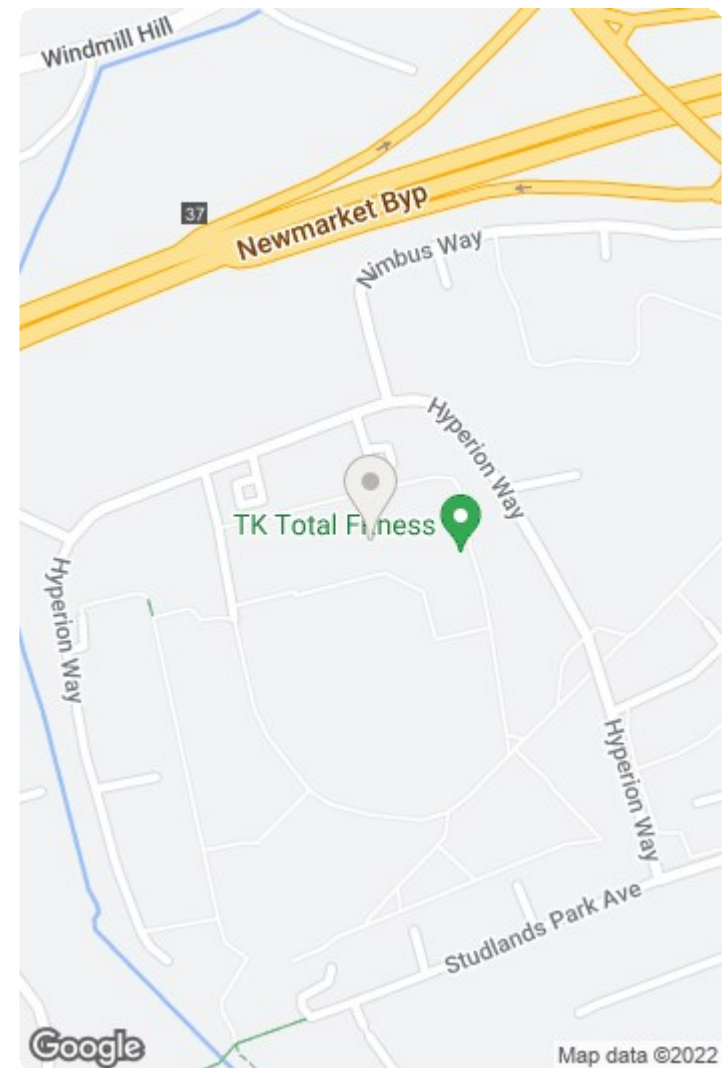 Windmill Hill
37
Newmarket Byp
Nimbus Way
Hyperion Way
TK Total Fitness
Hyperion Way
Hyperion Way
Studlands Park Ave
Google
Map data ©2022